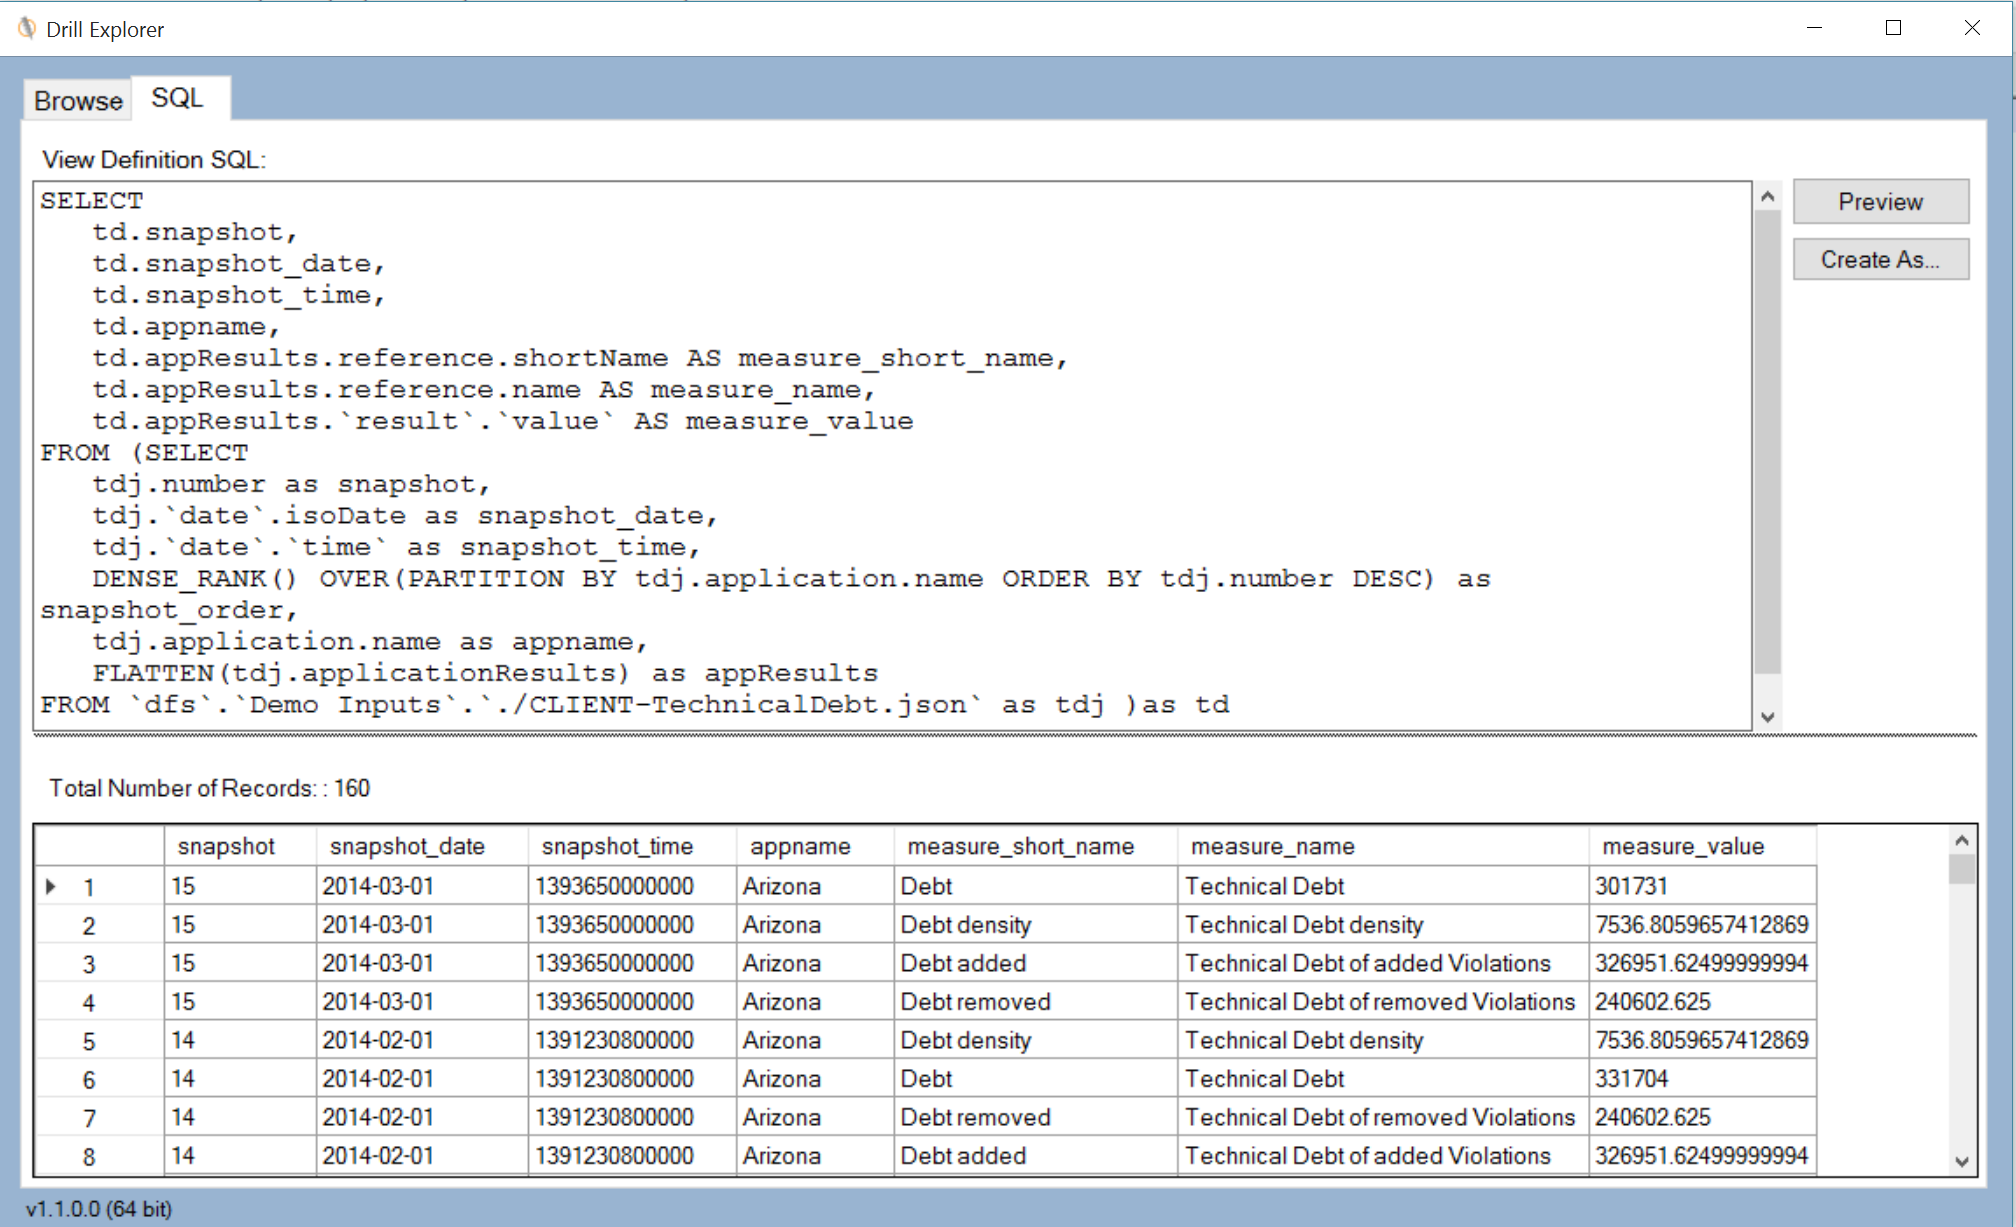 Drill Explorer
Browse SQL
View Definition SQL:
SELECT
td.snapshot,
td.snapshot_date,
td.snapshot_time,
td.appname,
td.appResults.reference.shortName AS measure_short_name,
td.appResults.reference.name AS measure_name,
td.appResults.`result`.`value` AS measure_value
FROM (SELECT
tdj.number as snapshot,
tdj.`date`.isoDate as snapshot_date,
tdj.`date`.`time` as snapshot_time,
DENSE_RANK() OVER(PARTITION BY tdj.application.name ORDER BY tdj.number DESC) as
snapshot_order,
tdj.application.name as appname,
FLATTEN(tdj.applicationResults) as appResults
FROM `dfs`.`Demo Inputs`.`./CLIENT-TechnicalDebt.json` as tdj )as td
Preview
Create As...
Total Number of Records: : 160
snapshot snapshot_date snapshot_time appname measure_short_name measure_name measure_value
1 15 2014-03-01 1393650000000 Arizona Debt Technical Debt 301731
2 15 2014-03-01 1393650000000 Arizona Debt density Technical Debt density 7536.8059657412869
3 15 2014-03-01 1393650000000 Arizona Debt added Technical Debt of added Violations 326951.62499999994
4 15 2014-03-01 1393650000000 Arizona Debt removed Technical Debt of removed Violations 240602.625
5 14 2014-02-01 1391230800000 Arizona Debt density Technical Debt density 7536.8059657412869
6 14 2014-02-01 1391230800000 Arizona Debt Technical Debt 331704
7 14 2014-02-01 1391230800000 Arizona Debt removed Technical Debt of removed Violations 240602.625
8 14 2014-02-01 1391230800000 Arizona Debt added Technical Debt of added Violations 326951.62499999994
v1.1.0.0 (64 bit)